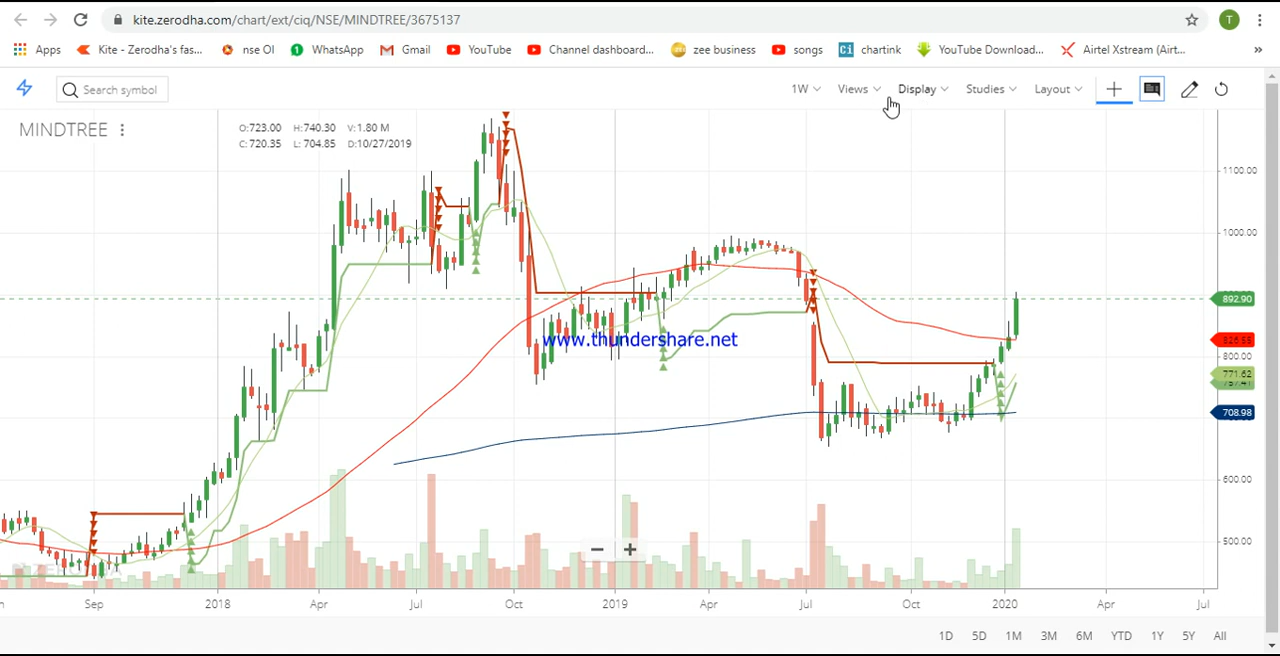 kite.zerodha.com/chart/ext/ciq/NSE/MINDTREE/3675137
T
Apps Kite - Zerodha's fas... nse OI WhatsApp Gmail YouTube Channel dashboard... zee business songs Ci chartink YouTube Download... Airtel Xstream (Airt... »
Search symbol 1W Views Display Studies Layout
MINDTREE
O:723.00 H:740.30 V:1.80 M
C:720.35 L: 704.85 D:10/27/2019
1100.00
1000.00
892.90
www.thundershare.net
800.00
771.62
708.98
600.00
500.00
Sep 2018 Apr Jul Oct 2019 Apr Jul Oct 2020 Apr Jul
1D 5D 1M 3M 6M YTD 1Y 5Y All